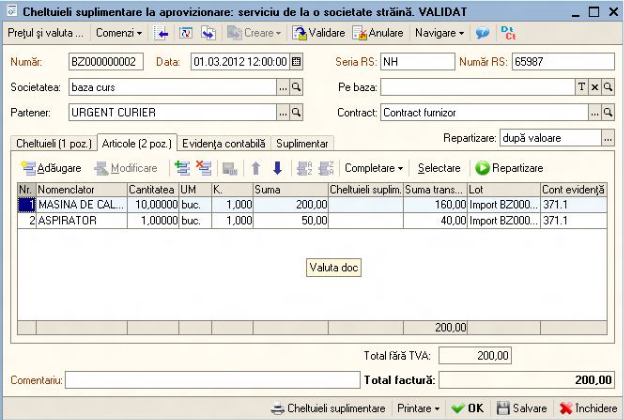 Cheltuieli suplimentare la aprovizionare: serviciu de la o societate străină. VALIDAT
Prețul și valuta ... Comenzi Creare Validare Anulare Navigare Dt Ct
Număr: BZ000000002 Data: 01.03.2012 12:00:00 Seria RS: NH Număr RS: 65987
Societatea: baza curs ... Pe baza: T x
Partener: URGENT CURIER ... Contract: Contract furnizor ...
Cheltuieli (1 poz.) Articole (2 poz.) Evidența contabilă Suplimentar Repartizare: după valoare ...
Adăugare Modificare Completare Selectare Repartizare
Nr. Nomenclator Cantitatea UM K. Suma Cheltuieli suplim. Suma trans... Lot Cont evidență
1 MASINA DE CAL... 10,00000 buc. 1,000 200,00 160,00 Import BZ000... 371.1
2 ASPIRATOR 1,00000 buc. 1,000 50,00 40,00 Import BZ000... 371.1
Valuta doc
200,00
Total fără TVA: 200,00
Comentariu: Total factură: 200,00
Cheltuieli suplimentare Printare OK Salvare Închidere